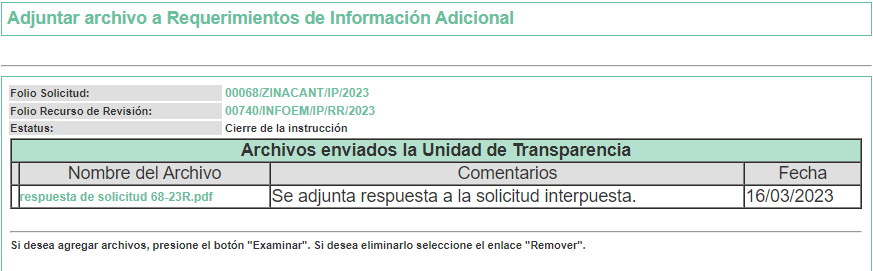 Adjuntar archivo a Requerimientos de Información Adicional
Folio Solicitud: 00068/ZINACANT/IP/2023
Folio Recurso de Revisión: 00740/INFOEM/IP/RR/2023
Estatus: Cierre de la instrucción
Archivos enviados la Unidad de Transparencia
Nombre del Archivo Comentarios Fecha
respuesta de solicitud 68-23R.pdf Se adjunta respuesta a la solicitud interpuesta. 16/03/2023
Si desea agregar archivos, presione el botón "Examinar". Si desea eliminarlo seleccione el enlace "Remover".